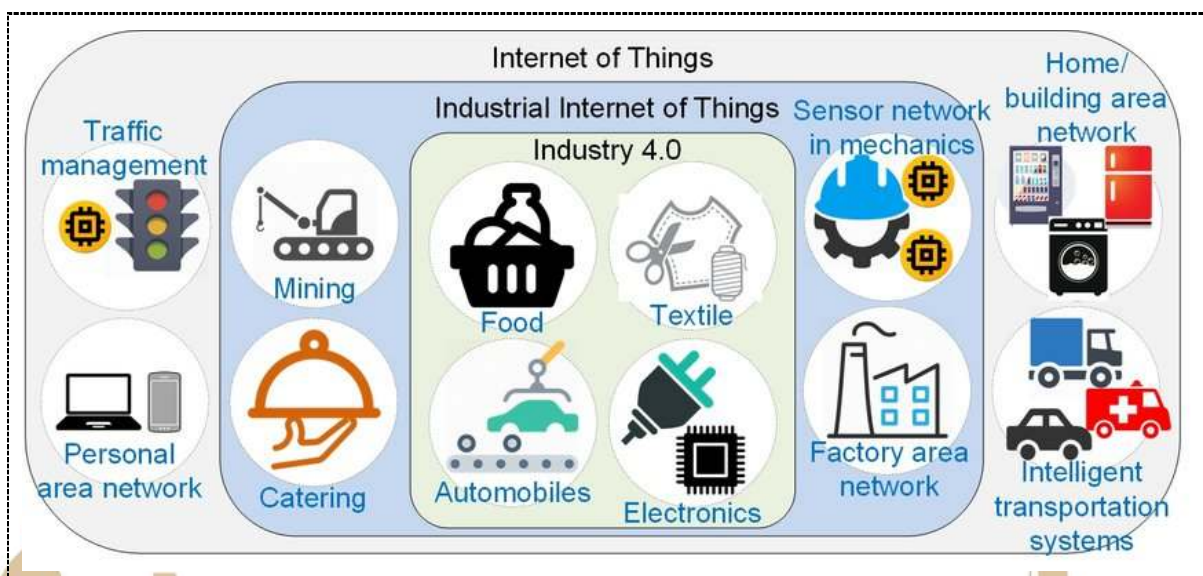 Internet of Things
Industrial Internet of Things
Industry 4.0
Traffic
management
Personal
area network
Mining
Catering
Food
Textile
Automobiles
Electronics
Sensor network
in mechanics
Factory area
network
Home/
building area
network
Intelligent
transportation
systems